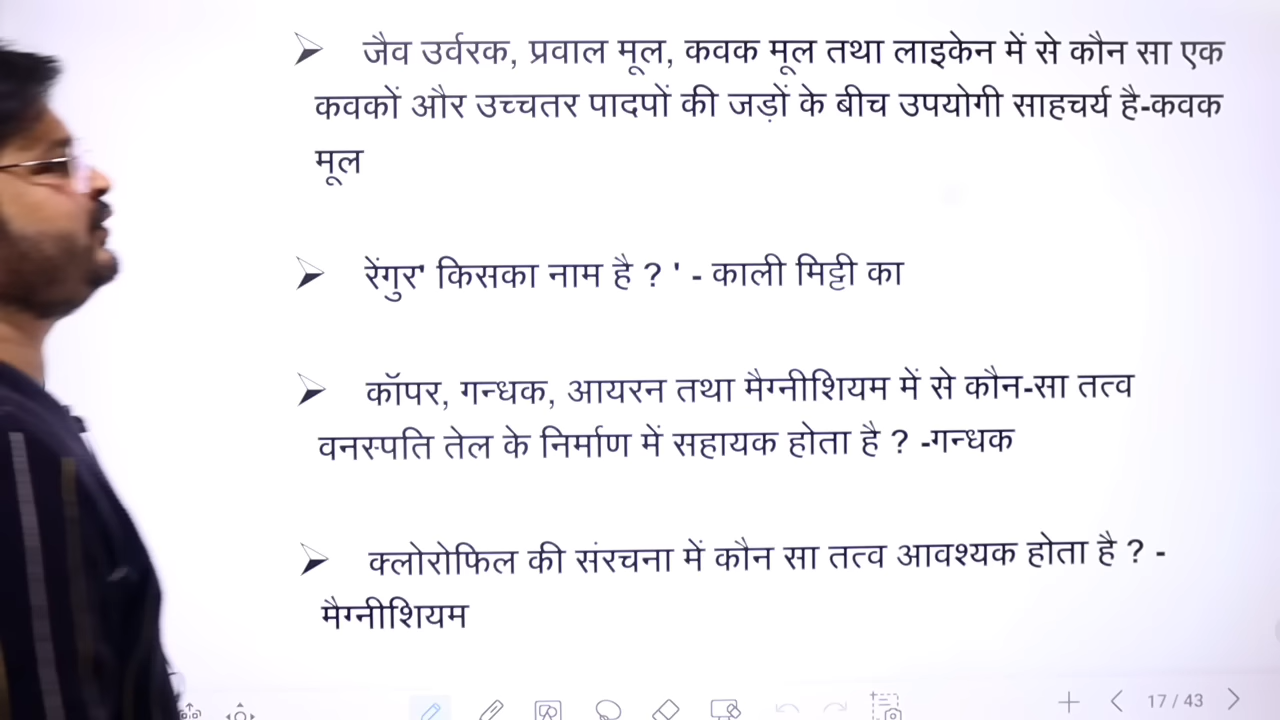 ➤ जैव उर्वरक, प्रवाल मूल, कवक मूल तथा लाइकेन में से कौन सा एक
कवकों और उच्चतर पादपों की जड़ों के बीच उपयोगी साहचर्य है-कवक
मूल
➤ रेंगुर' किसका नाम है ? ' - काली मिट्टी का
➤ कॉपर, गन्धक, आयरन तथा मैग्नीशियम में से कौन-सा तत्व
वनस्पति तेल के निर्माण में सहायक होता है ? -गन्धक
➤ क्लोरोफिल की संरचना में कौन सा तत्व आवश्यक होता है ? -
मैग्नीशियम
17 / 43